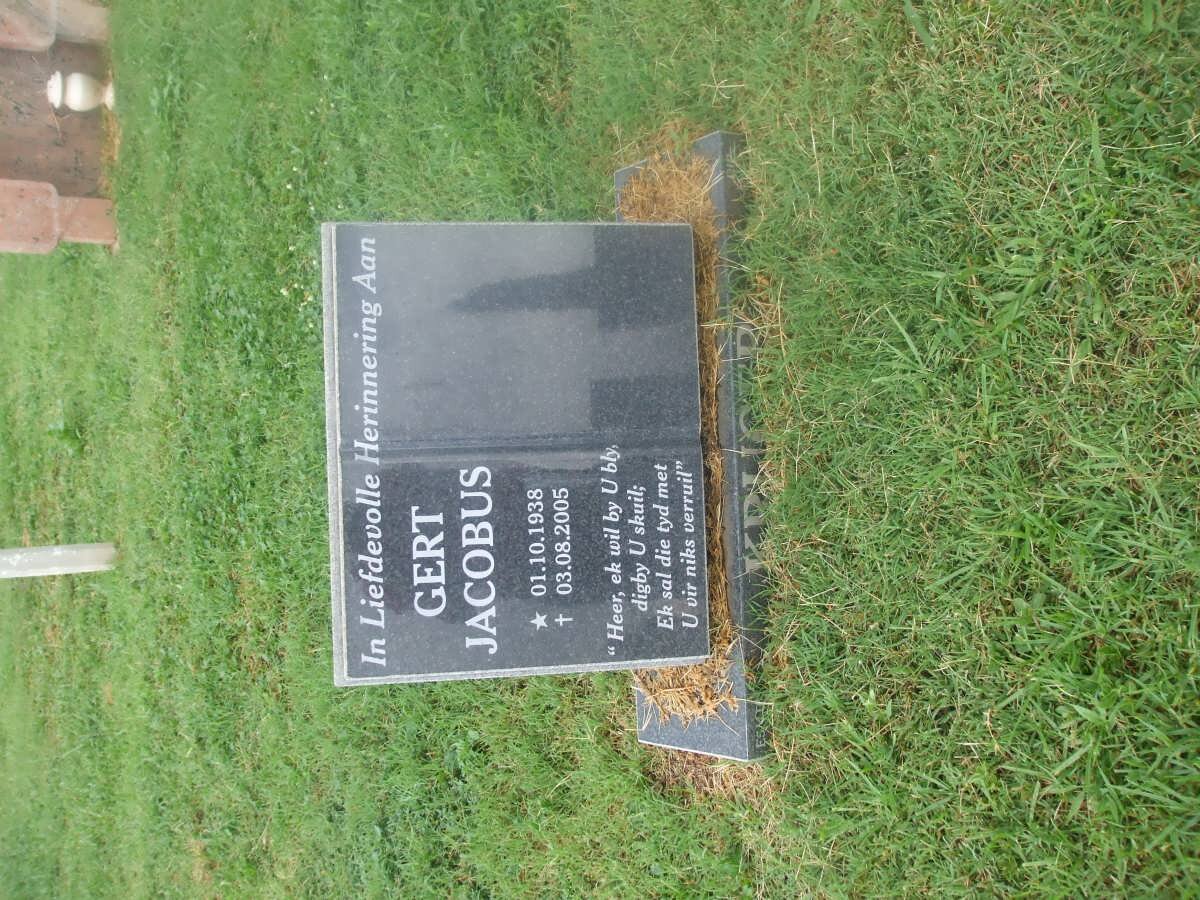 In Liefdevolle Herinnering Aan
GERT
JACOBUS
★ 01.10.1938
† 03.08.2005
“Heer, ek wil by U bly,
digby U skuil;
Ek sal die tyd met
U vir niks verruil”
KRUGER